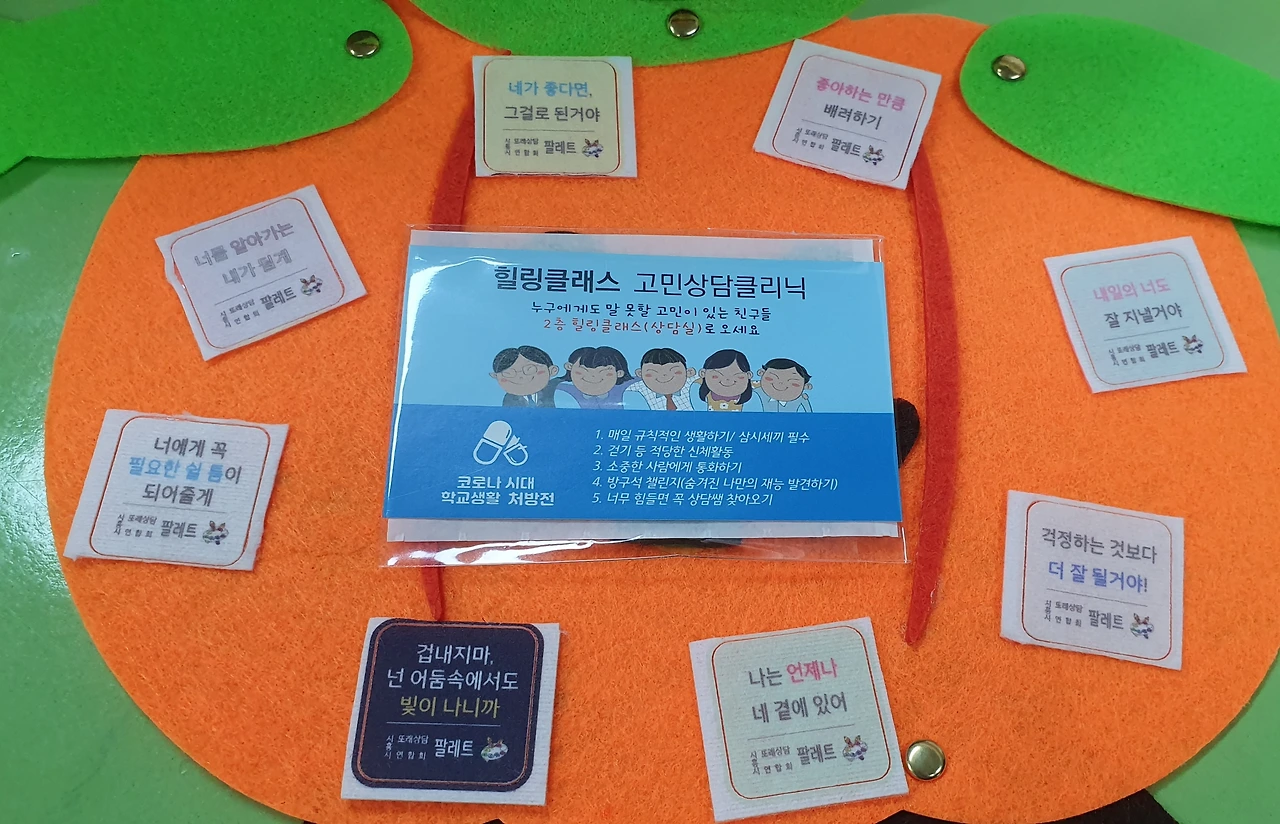 네가 좋다면,
그걸로 된거야
시흥시 또래상담연합회 팔레트
좋아하는 만큼
배려하기
시흥시 또래상담연합회 팔레트
너를 알아가는
내가 될게
시흥시 또래상담연합회 팔레트
힐링클래스 고민상담클리닉
누구에게도 말 못할 고민이 있는 친구들
2층 힐링클래스(상담실)로 오세요
코로나 시대
학교생활 처방전
1. 매일 규칙적인 생활하기/ 삼시세끼 필수
2. 걷기 등 적당한 신체활동
3. 소중한 사람에게 통화하기
4. 방구석 챌린지(숨겨진 나만의 재능 발견하기)
5. 너무 힘들면 꼭 상담쌤 찾아오기
내일의 너도
잘 지낼거야
시흥시 또래상담연합회 팔레트
너에게 꼭
필요한 쉴 틈이
되어줄게
시흥시 또래상담연합회 팔레트
걱정하는 것보다
더 잘 될거야!
시흥시 또래상담연합회 팔레트
겁내지마,
넌 어둠속에서도
빛이 나니까
시흥시 또래상담연합회 팔레트
나는 언제나
네 곁에 있어
시흥시 또래상담연합회 팔레트